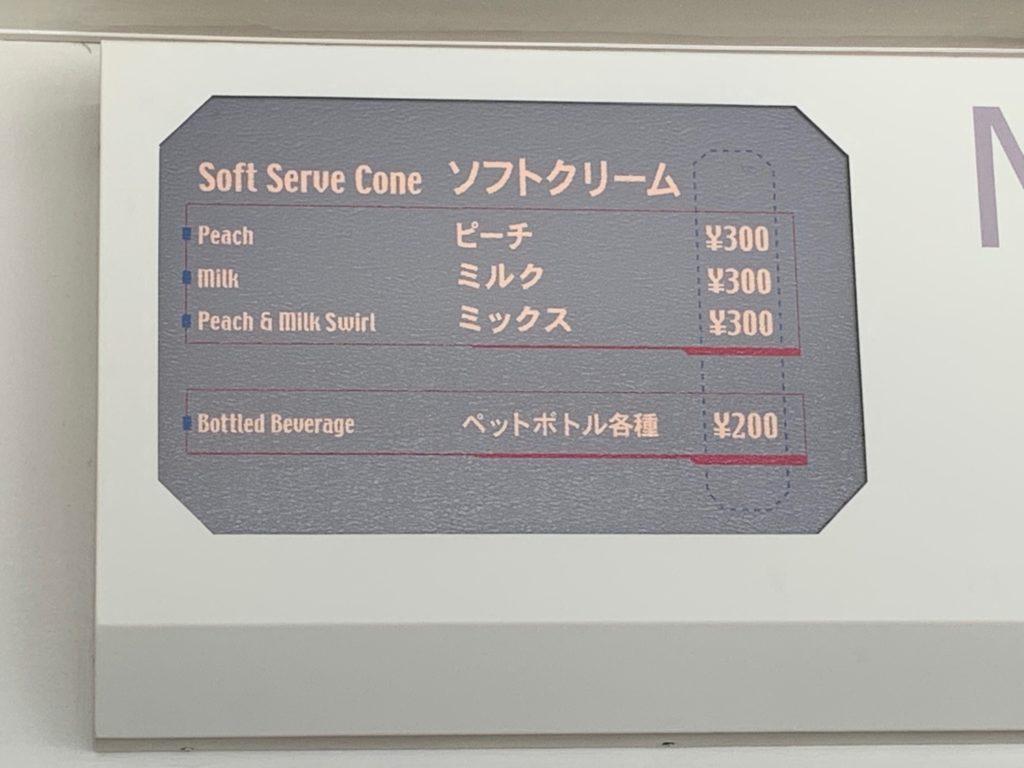 Soft Serve Cone ソフトクリーム
Peach ピーチ ¥300
Milk ミルク ¥300
Peach & Milk Swirl ミックス ¥300
Bottled Beverage ペットボトル各種 ¥200
N